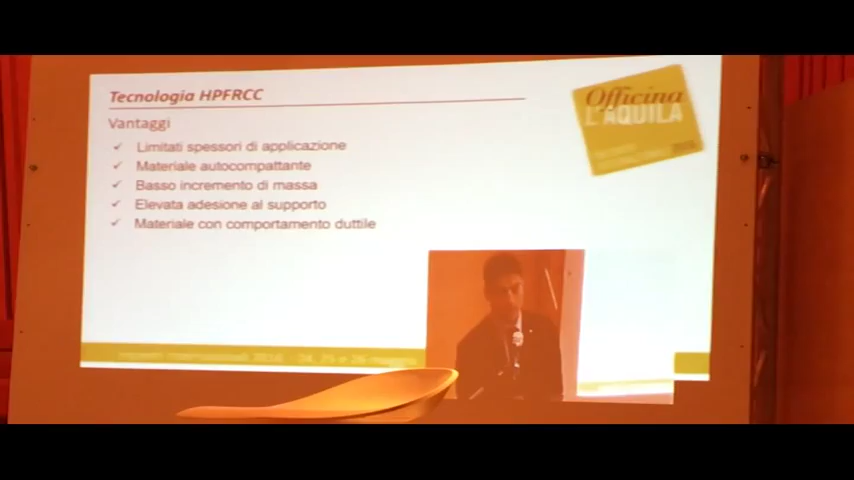 Tecnologia HPFRCC
Vantaggi
✓ Limitati spessori di applicazione
✓ Materiale autocompattante
✓ Basso incremento di massa
✓ Elevata adesione al supporto
✓ Materiale con comportamento duttile
Officina
L'AQUILA